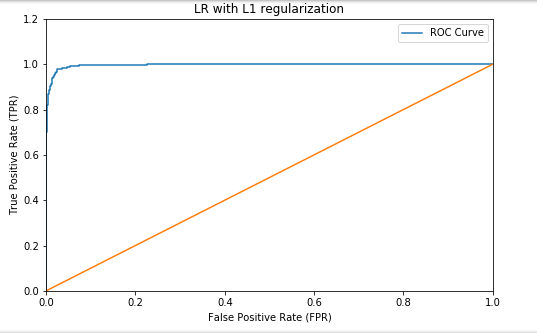 LR with L1 regularization
ROC Curve
True Positive Rate (TPR)
1.2
1.0
0.8
0.6
0.4
0.2
0.0
0.0 0.2 0.4 0.6 0.8 1.0
False Positive Rate (FPR)